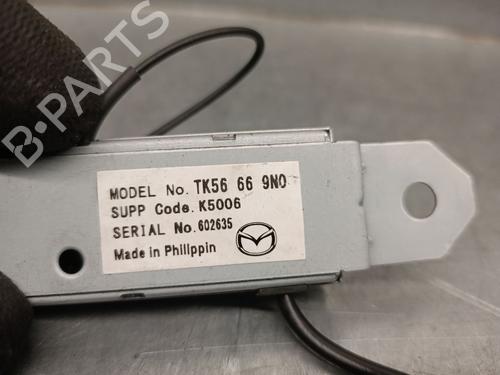 B-PARTS
MODEL No. TK56 66 9N0
SUPP Code. K5006
SERIAL No. 602635
Made in Philippin